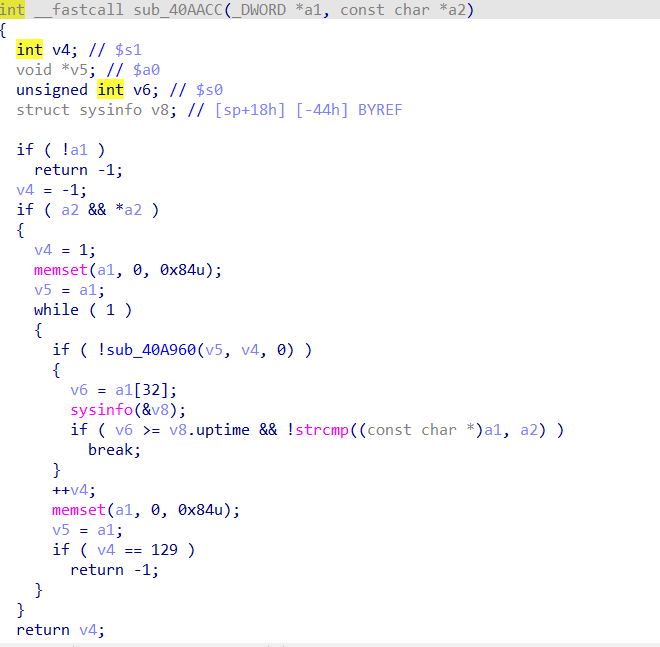 int __fastcall sub_40AACC(_DWORD *a1, const char *a2)
{
int v4; // $s1
void *v5; // $a0
unsigned int v6; // $s0
struct sysinfo v8; // [sp+18h] [-44h] BYREF
if ( !a1 )
return -1;
v4 = -1;
if ( a2 && *a2 )
{
v4 = 1;
memset(a1, 0, 0x84u);
v5 = a1;
while ( 1 )
{
if ( !sub_40A960(v5, v4, 0) )
{
v6 = a1[32];
sysinfo(&v8);
if ( v6 >= v8.uptime && !strcmp((const char *)a1, a2) )
break;
}
++v4;
memset(a1, 0, 0x84u);
v5 = a1;
if ( v4 == 129 )
return -1;
}
}
return v4;